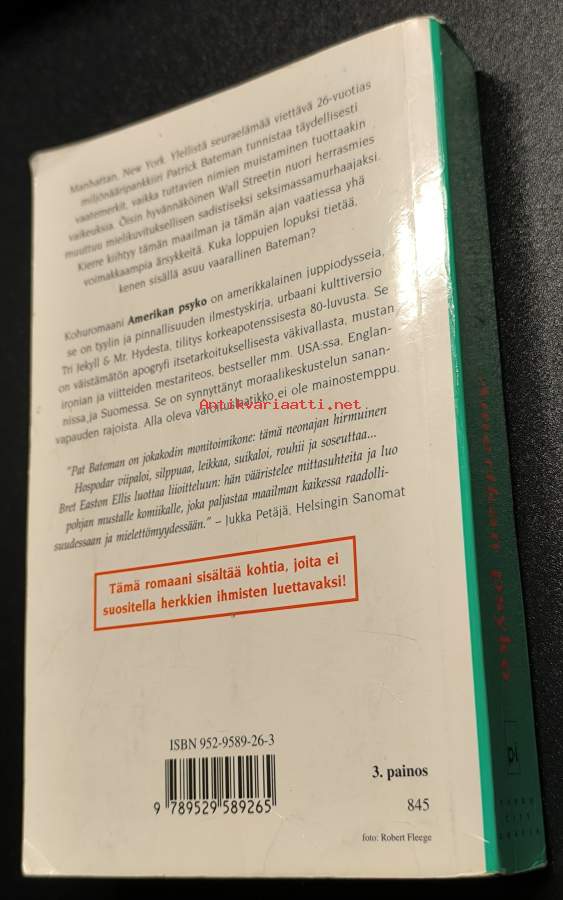 Manhattan, New York. Ylellistä seuraelämää viettävä 26-vuotias
miljonääripankkiiri Patrick Bateman tunnistaa täydellisesti
vaatemerkit, vaikka tuttavien nimien muistaminen tuottaakin
vaikeuksia. Öisin hyvännäköinen Wall Streetin nuori herrasmies
muuttuu mielikuvituksellisen sadistiseksi seksimassamurhaajaksi.
Kierre kiihtyy tämän maailman ja tämän ajan vaatiessa yhä
voimakkaampia ärsykkeitä. Kuka loppujen lopuksi tietää,
kenen sisällä asuu vaarallinen Bateman?
Kohuromaani Amerikan psyko on amerikkalainen juppiodysseia,
se on tyylin ja pinnallisuuden ilmestyskirja, urbaani kulttiversio
Tri Jekyll & Mr. Hydesta, tilitys korkeapotenssisesta 80-luvusta. Se
on väistämätön apogryfi itsetarkoituksellisesta väkivallasta, mustan
ironian ja viitteiden mestariteos, bestseller mm. USA:ssa, Englan-
nissa ja Suomessa. Se on synnyttänyt moraalikeskustelun sanan-
vapauden rajoista. Alla oleva varoituslaatikko ei ole mainostemppu.
Antikvariaatti.net
"Pat Bateman on jokakodin monitoimikone: tämä neonajan hirmuinen
Hospodar viipaloi, silppuaa, leikkaa, suikaloi, rouhii ja soseuttaa...
Bret Easton Ellis luottaa liioitteluun: hän vääristelee mittasuhteita ja luo
pohjan mustalle komiikalle, joka paljastaa maailman kaikessa raadolli-
suudessaan ja mielettömyydessään." – Jukka Petäjä, Helsingin Sanomat
Tämä romaani sisältää kohtia, joita ei
suositella herkkien ihmisten luettavaksi!
ISBN 952-9589-26-3
9 789529 589265
3. painos
845
foto: Robert Fleege
Amerikan Psyko